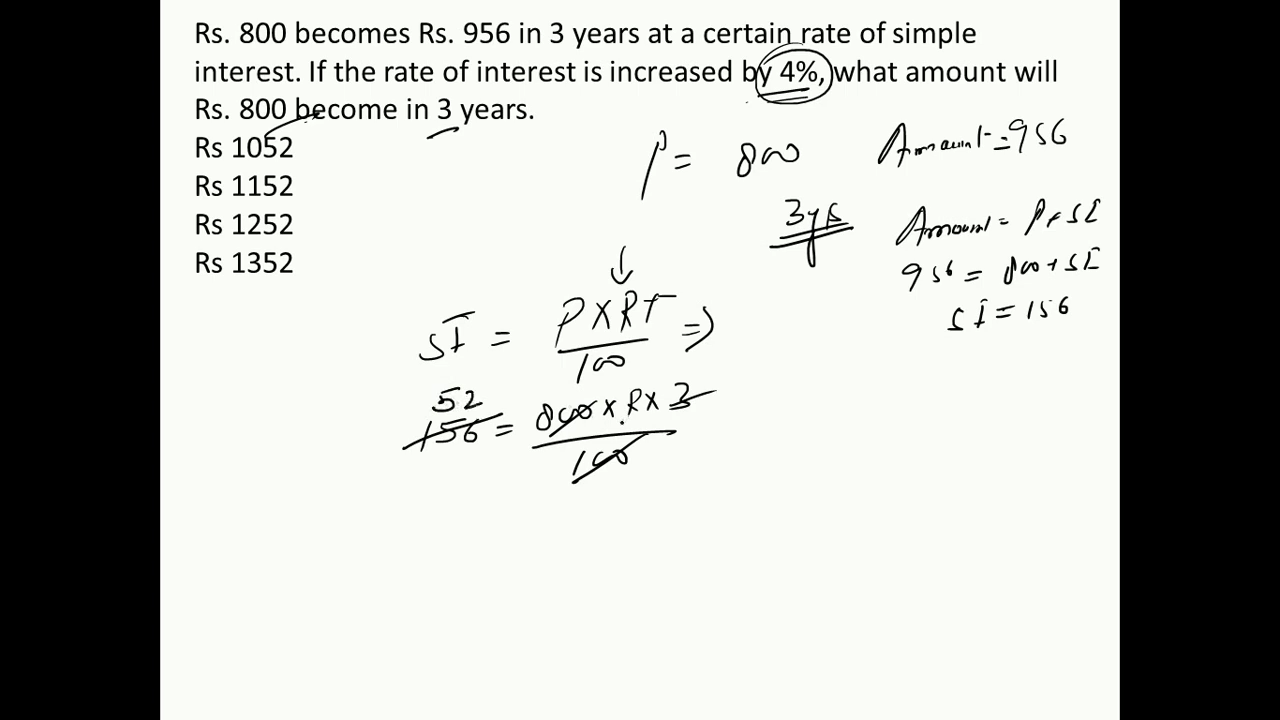 Rs. 800 becomes Rs. 956 in 3 years at a certain rate of simple
interest. If the rate of interest is increased by 4%, what amount will
Rs. 800 become in 3 years.
Rs 1052
Rs 1152
Rs 1252
Rs 1352
P = 800
Amount = 956
3 yrs
Amount = P + SI
956 = 800 + SI
SI = 156
SI = P X R T / 100 =>
52
156 = 800 x R x 3 / 100